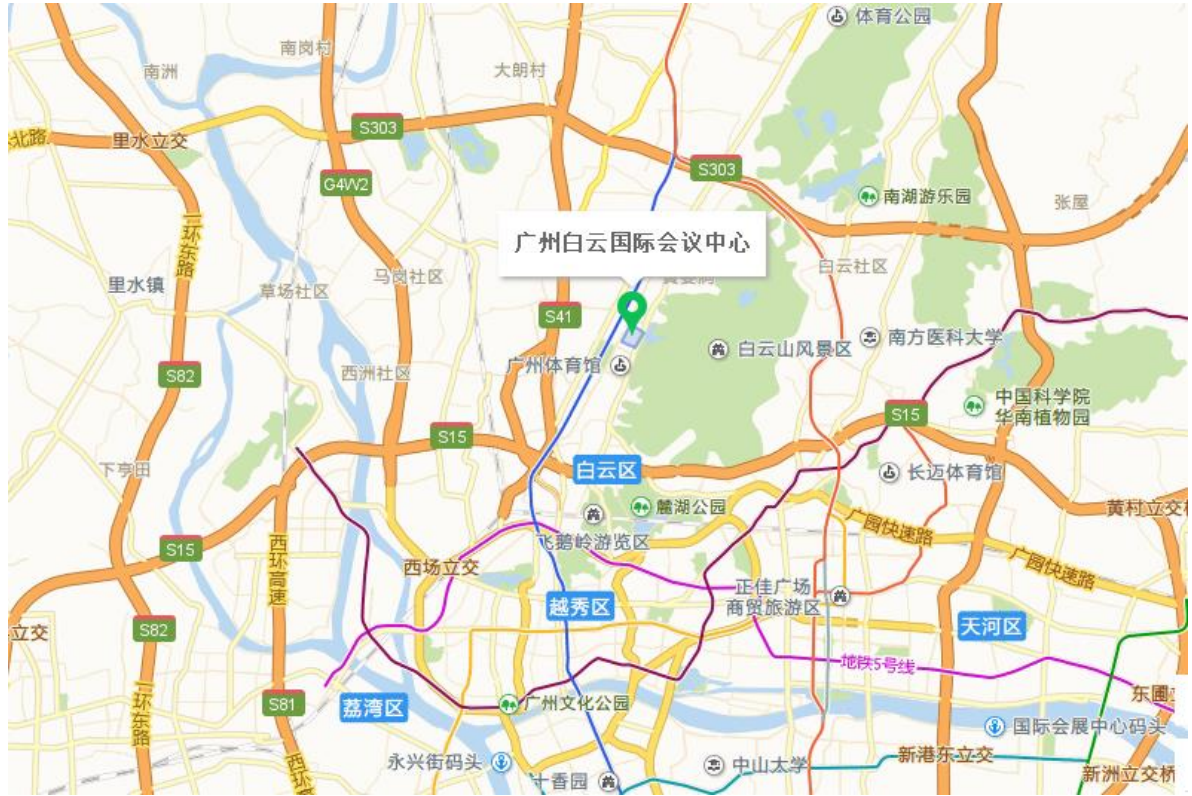 体育公园
南岗村
南洲
大朗村
S303
里水立交
S303
G4W2
南湖游乐园
张屋
广州白云国际会议中心
二环东路
马岗社区
白云社区
里水镇
草场社区
S41
南方医科大学
白云山风景区
广州体育馆
S82
西洲社区
中国科学院
华南植物园
S15
S15
下亨田
白云区
长迈体育馆
麓湖公园
黄村立交
广园快速路
飞鹅岭游览区
S15
西环高速
西场立交
广园快速路
正佳广场
商贸旅游区
越秀区
天河区
立交
S82
地铁5号线
二环东路
S81
荔湾区
广州文化公园
东圃
国际会展中心码头
新港东立交
永兴街码头
中山大学
西环
十香园
新洲立交桥